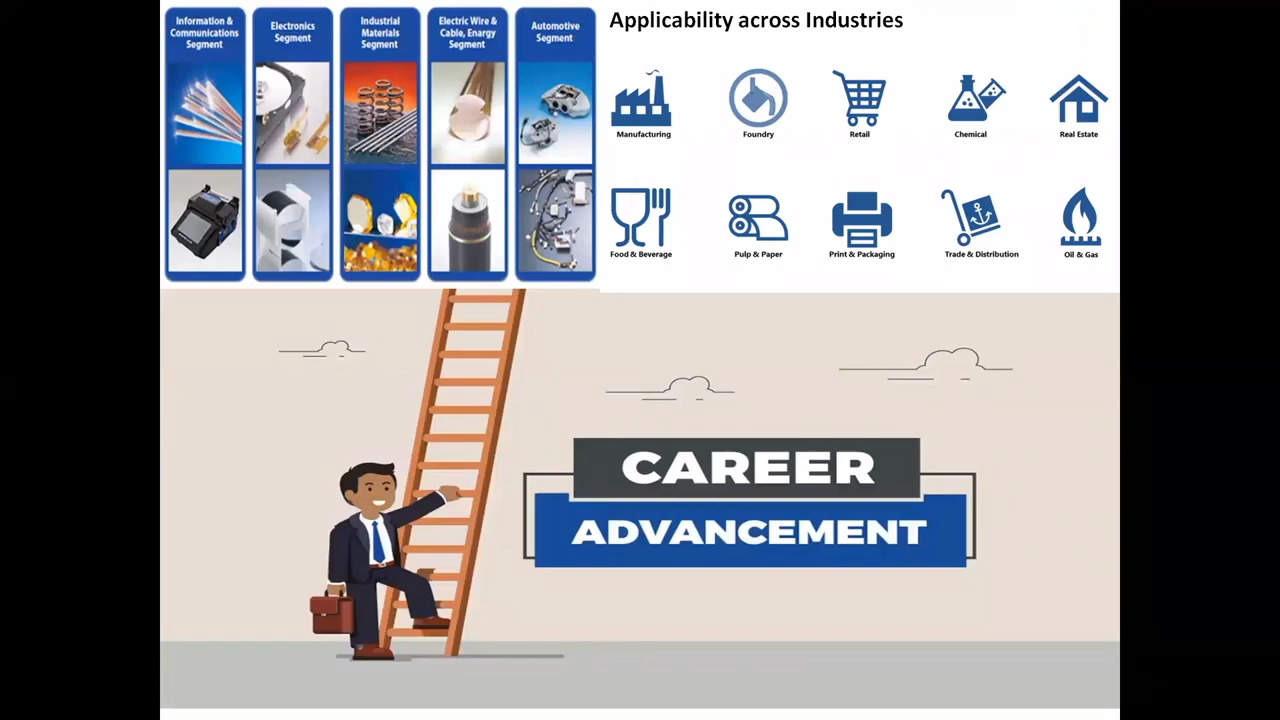 Information &
Communications
Segment
Electronics
Segment
Industrial
Materials
Segment
Electric Wire &
Cable, Enargy
Segment
Automotive
Segment
Applicability across Industries
Manufacturing
Foundry
Retail
Chemical
Real Estate
Food & Beverage
Pulp & Paper
Print & Packaging
Trade & Distribution
Oil & Gas
CAREER
ADVANCEMENT